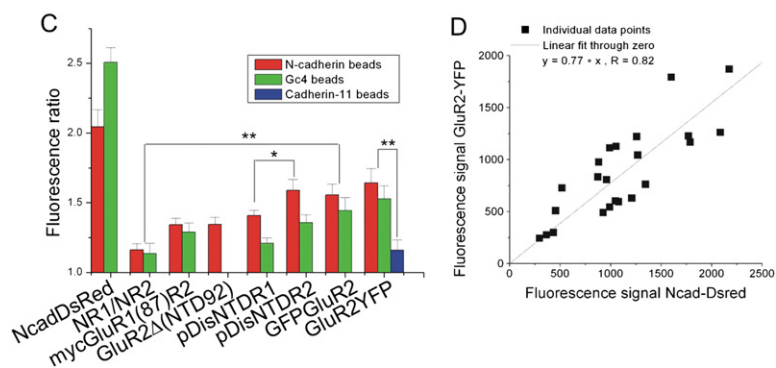 C
Fluorescence ratio
2.5
2.0
1.5
1.0
N-cadherin beads
Gc4 beads
Cadherin-11 beads
**
*
**
NcadDsRed
NR1/NR2
mycGluR1(87)R2
GluR2Δ(NTD92)
pDisNTDR1
pDisNTDR2
GFPGluR2
GluR2YFP
D
Individual data points
Linear fit through zero
y = 0.77 * x , R = 0.82
Fluorescence signal GluR2-YFP
2000
1500
1000
500
0
0
500
1000
1500
2000
2500
Fluorescence signal Ncad-Dsred